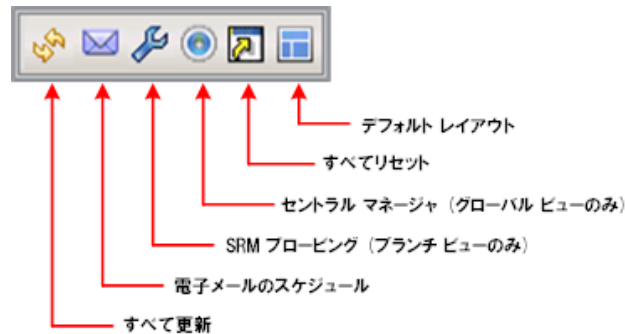 デフォルト レイアウト
すべてリセット
セントラル マネージャ (グローバル ビューのみ)
SRM プロービング (ブランチ ビューのみ)
電子メールのスケジュール
すべて更新